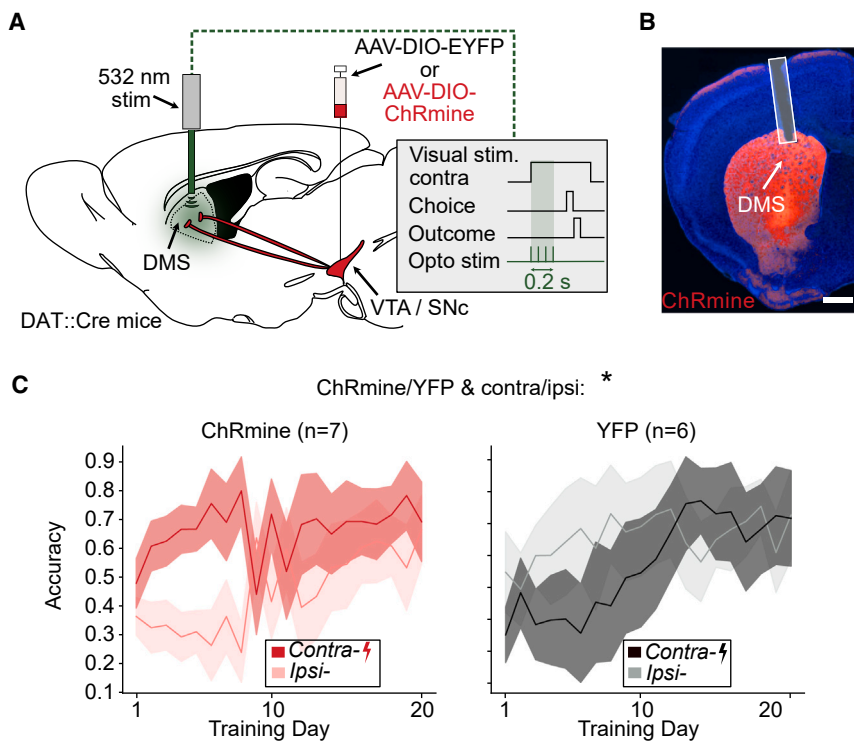 A
532 nm
stim
AAV-DIO-EYFP
or
AAV-DIO-
ChRmine
Visual stim.
contra
Choice
Outcome
Opto stim
0.2 s
DMS
VTA / SNc
DAT::Cre mice
B
DMS
ChRmine
C
ChRmine/YFP & contra/ipsi: *
ChRmine (n=7)
0.9
0.8
0.7
0.6
0.5
0.4
0.3
0.2
0.1
Accuracy
1
10
20
Training Day
Contra-
Ipsi-
YFP (n=6)
1
10
20
Training Day
Contra-
Ipsi-